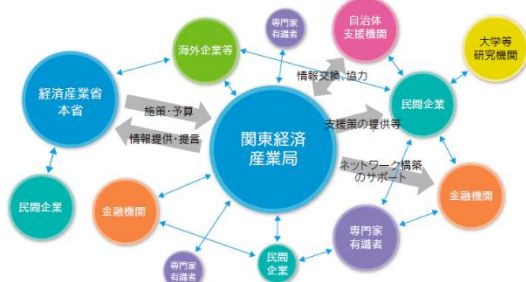 専門家
有識者
自治体
支援機関
大学等
研究機関
海外企業等
情報交換、協力
経済産業省
本省
施策・予算
民間企業
関東経済
産業局
支援策の提供等
情報提供・提言
ネットワーク構築
のサポート
民間企業
金融機関
金融機関
専門家
有識者
専門家
有識者
民間
企業